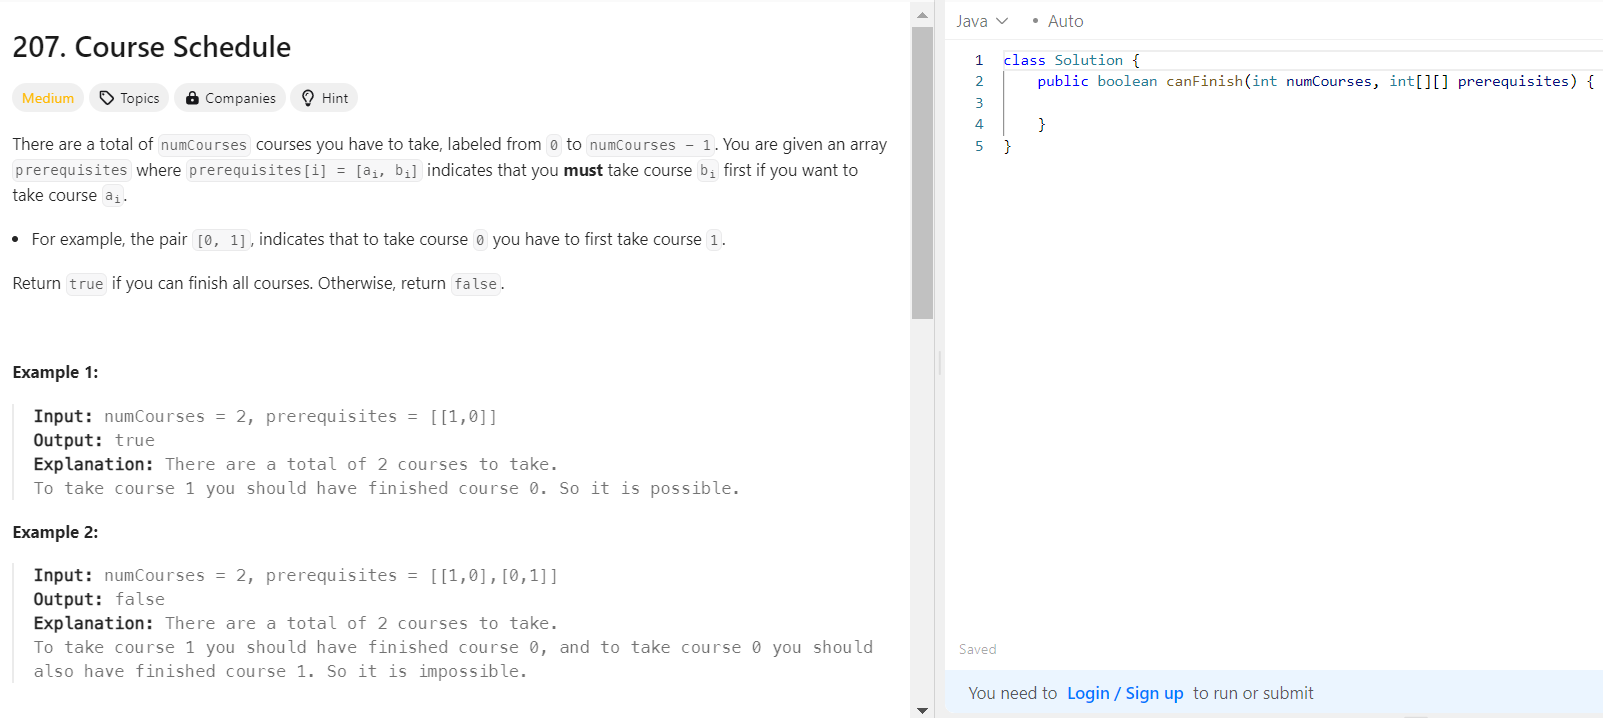 207. Course Schedule
Medium Topics Companies Hint
There are a total of numCourses courses you have to take, labeled from 0 to numCourses - 1. You are given an array
prerequisites where prerequisites[i] = [aᵢ, bᵢ] indicates that you must take course bᵢ first if you want to
take course aᵢ.
• For example, the pair [0, 1], indicates that to take course 0 you have to first take course 1.
Return true if you can finish all courses. Otherwise, return false.
Example 1:
Input: numCourses = 2, prerequisites = [[1,0]]
Output: true
Explanation: There are a total of 2 courses to take.
To take course 1 you should have finished course 0. So it is possible.
Example 2:
Input: numCourses = 2, prerequisites = [[1,0],[0,1]]
Output: false
Explanation: There are a total of 2 courses to take.
To take course 1 you should have finished course 0, and to take course 0 you should
also have finished course 1. So it is impossible.
Java • Auto
1 class Solution {
2     public boolean canFinish(int numCourses, int[][] prerequisites) {
3
4     }
5 }
Saved
You need to Login / Sign up to run or submit